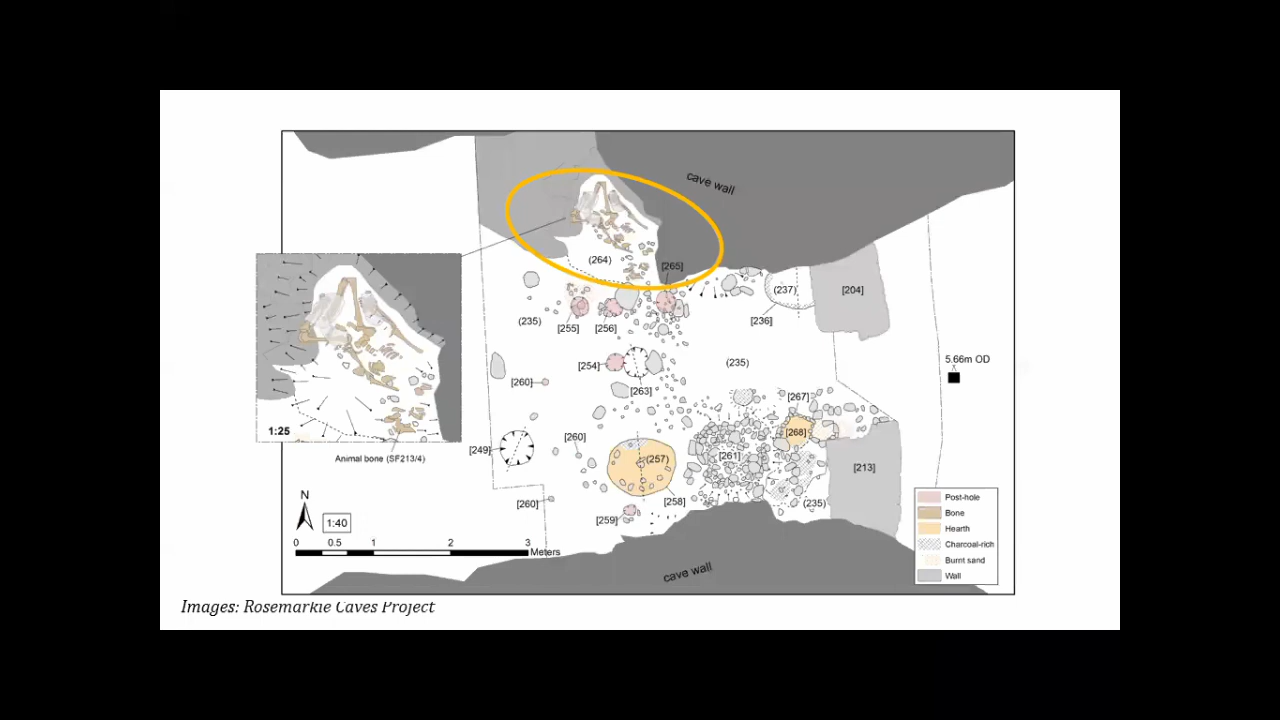 cave wall
(264)
[265]
(237)
[204]
(235)
[255]
[256]
[236]
5.66m OD
(235)
[254]
[260]
[263]
[267]
1:25
[268]
[260]
[249]
(257)
[261]
Animal bone (SF213/4)
[213]
N
[260]
[258]
(235)
Post-hole
[259]
Bone
1:40
Hearth
0 0.5 1 2 3
Meters
Charcoal-rich
Burnt sand
cave wall
Wall
Images: Rosemarkie Caves Project